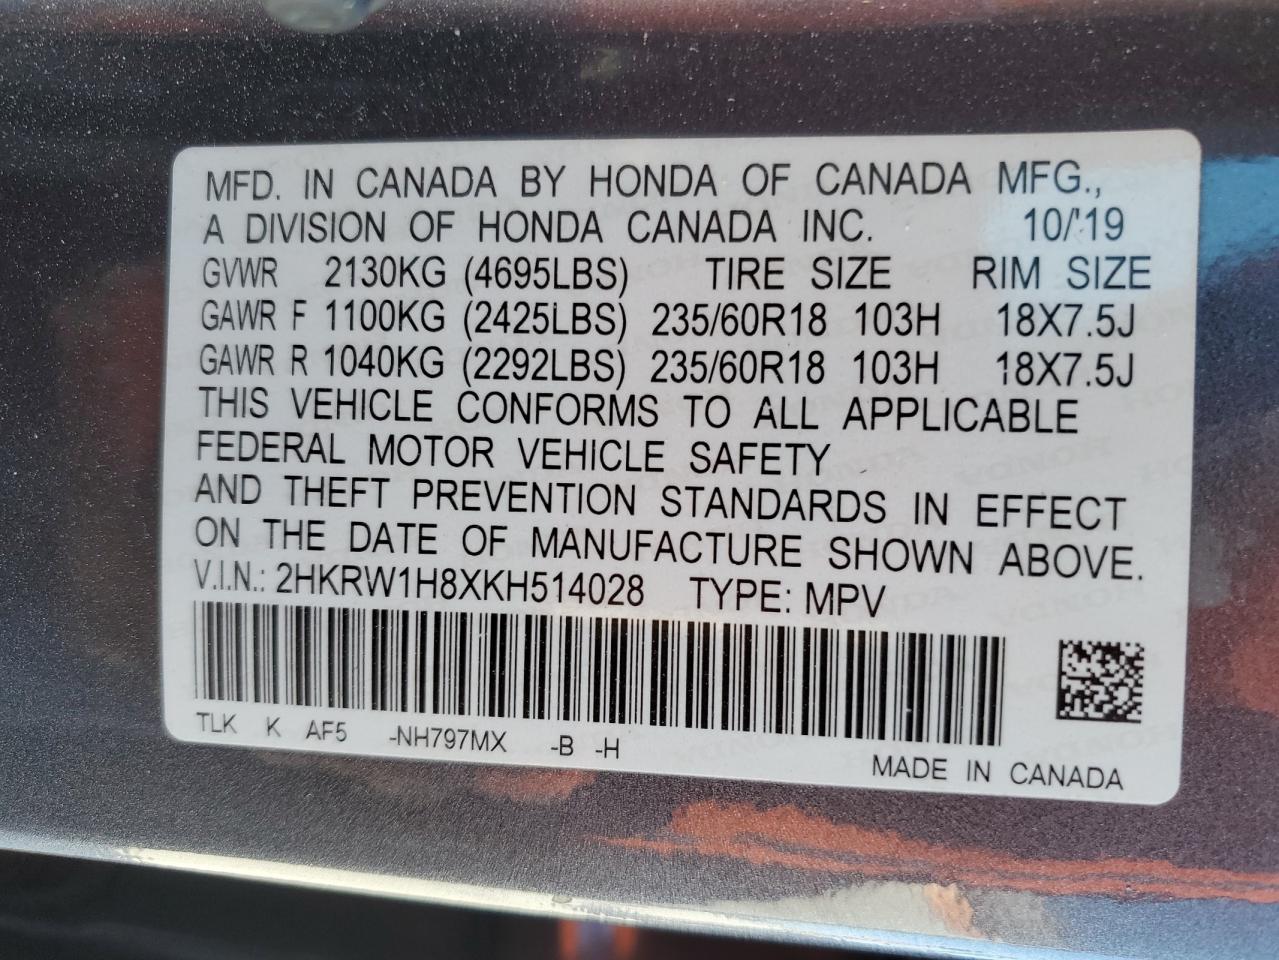 MFD. IN CANADA BY HONDA OF CANADA MFG.,
A DIVISION OF HONDA CANADA INC. 10/'19
GVWR 2130KG (4695LBS) TIRE SIZE RIM SIZE
GAWR F 1100KG (2425LBS) 235/60R18 103H 18X7.5J
GAWR R 1040KG (2292LBS) 235/60R18 103H 18X7.5J
THIS VEHICLE CONFORMS TO ALL APPLICABLE
FEDERAL MOTOR VEHICLE SAFETY
AND THEFT PREVENTION STANDARDS IN EFFECT
ON THE DATE OF MANUFACTURE SHOWN ABOVE.
V.I.N.: 2HKRW1H8XKH514028 TYPE: MPV
TLK K AF5 -NH797MX -B -H
MADE IN CANADA